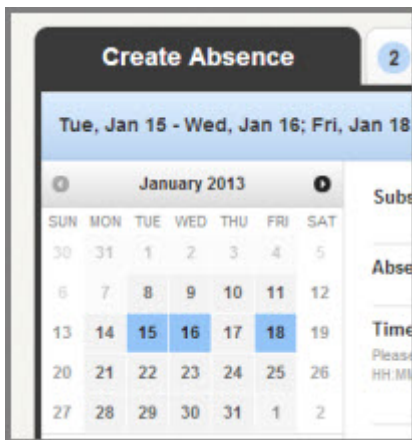 Create Absence
2
Tue, Jan 15 - Wed, Jan 16; Fri, Jan 18
January 2013
SUN MON TUE WED THU FRI SAT
30 31 1 2 3 4 5
6 7 8 9 10 11 12
13 14 15 16 17 18 19
20 21 22 23 24 25 26
27 28 29 30 31 1 2
Subs
Abse
Time
Please
HH:MM